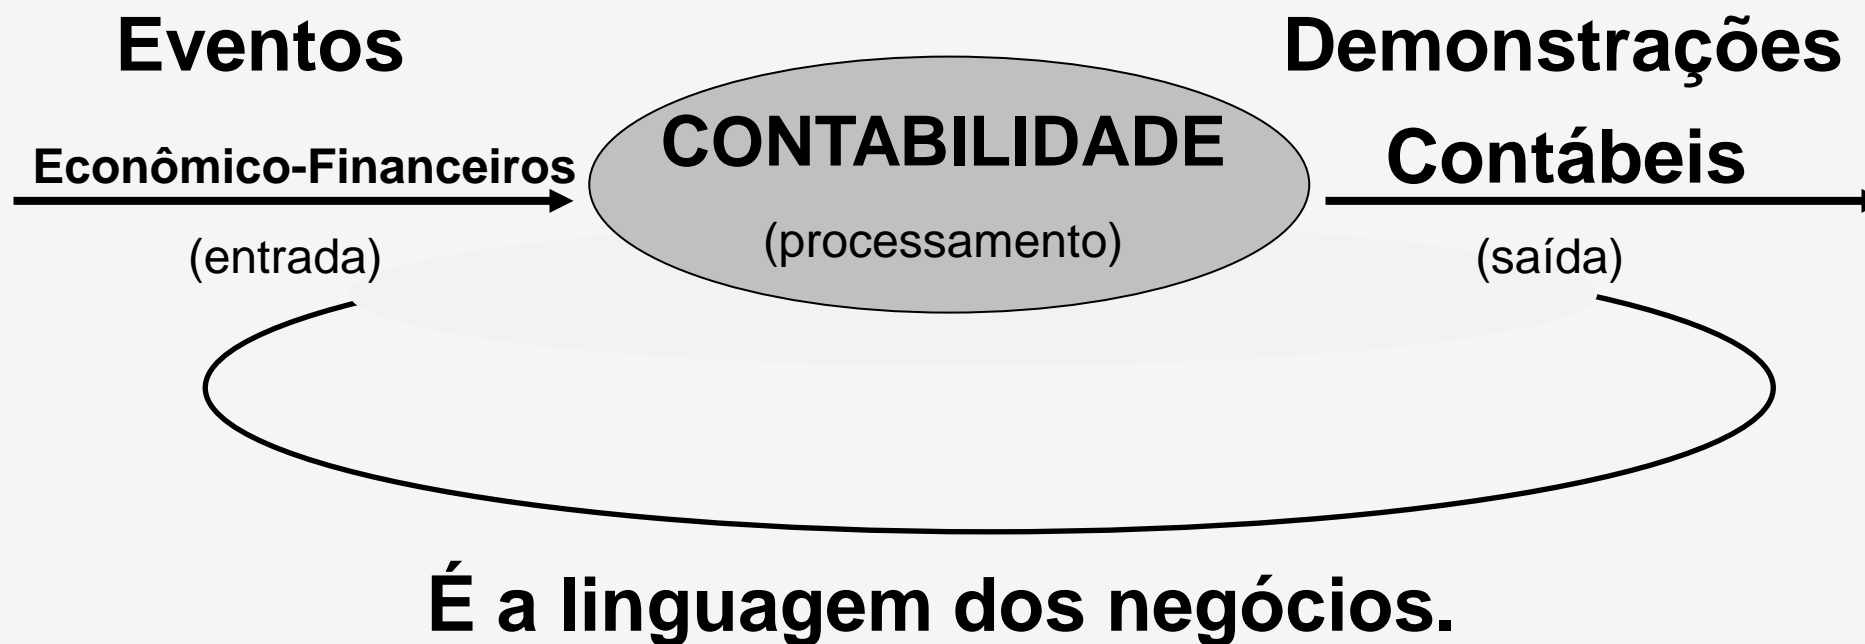 Eventos
Econômico-Financeiros
(entrada)
CONTABILIDADE
(processamento)
Demonstrações
Contábeis
(saída)
É a linguagem dos negócios.